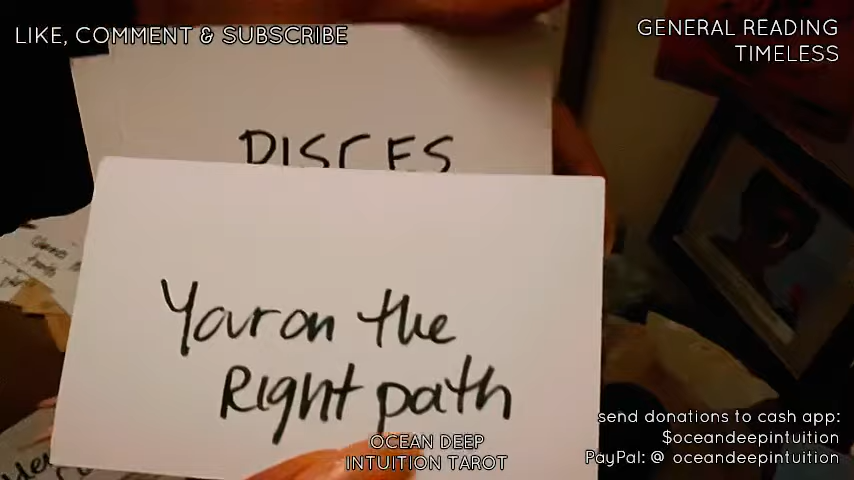 LIKE, COMMENT & SUBSCRIBE
GENERAL READING
TIMELESS
PISCES
Your on the
Right path
OCEAN DEEP
INTUITION TAROT
send donations to cash app:
$oceandeepintuition
PayPal: @ oceandeepintuition